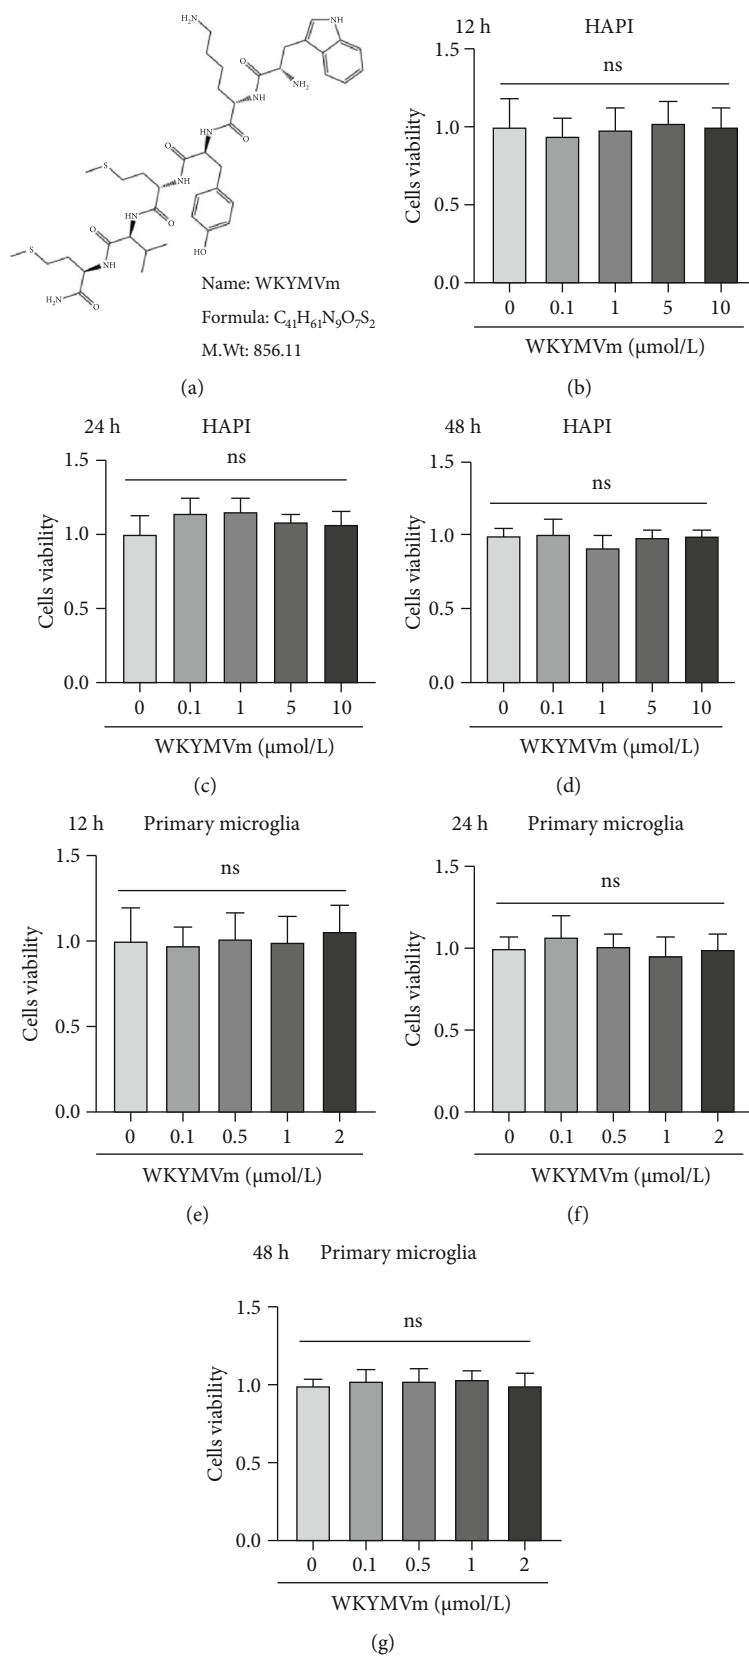 H₂N
NH
O
NH₂
NH
O
HN
O
S
NH
O
O
HN
S
O
NH
HO
H₂N
O
Name: WKYMVm
Formula: C₄₁H₆₁N₉O₇S₂
M.Wt: 856.11
(a)
12 h HAPI
ns
1.5
1.0
0.5
0.0
Cells viability
0 0.1 1 5 10
WKYMVm (μmol/L)
(b)
24 h HAPI
ns
1.5
1.0
0.5
0.0
Cells viability
0 0.1 1 5 10
WKYMVm (μmol/L)
(c)
48 h HAPI
ns
1.5
1.0
0.5
0.0
Cells viability
0 0.1 1 5 10
WKYMVm (μmol/L)
(d)
12 h Primary microglia
ns
1.5
1.0
0.5
0.0
Cells viability
0 0.1 0.5 1 2
WKYMVm (μmol/L)
(e)
24 h Primary microglia
ns
1.5
1.0
0.5
0.0
Cells viability
0 0.1 0.5 1 2
WKYMVm (μmol/L)
(f)
48 h Primary microglia
ns
1.5
1.0
0.5
0.0
Cells viability
0 0.1 0.5 1 2
WKYMVm (μmol/L)
(g)